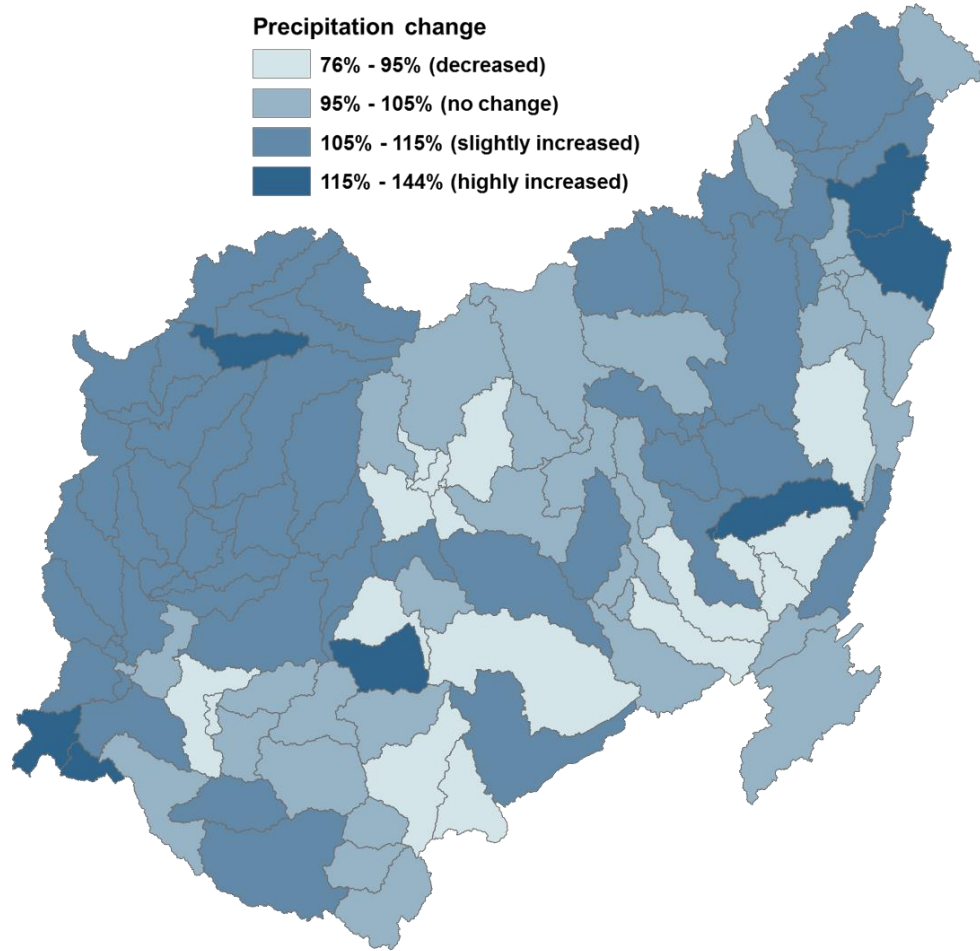 Precipitation change
76% - 95% (decreased)
95% - 105% (no change)
105% - 115% (slightly increased)
115% - 144% (highly increased)